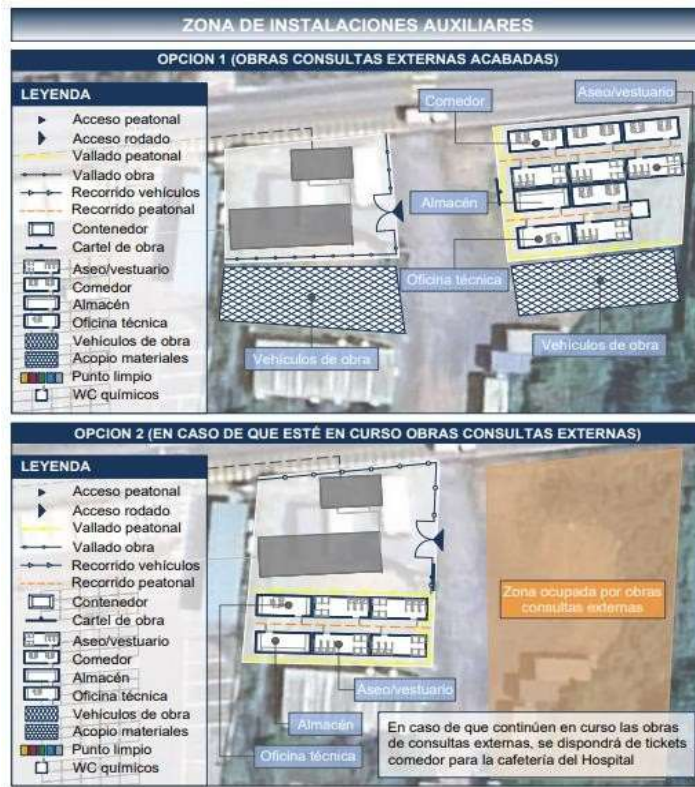 ZONA DE INSTALACIONES AUXILIARES
OPCION 1 (OBRAS CONSULTAS EXTERNAS ACABADAS)
LEYENDA
Acceso peatonal
Acceso rodado
Vallado peatonal
Vallado obra
Recorrido vehículos
Recorrido peatonal
Contenedor
Cartel de obra
Aseo/vestuario
Comedor
Almacén
Oficina técnica
Vehículos de obra
Acopio materiales
Punto limpio
WC químicos
Comedor
Aseo/vestuario
Almacén
Oficina técnica
Vehículos de obra
Vehículos de obra
OPCION 2 (EN CASO DE QUE ESTÉ EN CURSO OBRAS CONSULTAS EXTERNAS)
LEYENDA
Acceso peatonal
Acceso rodado
Vallado peatonal
Vallado obra
Recorrido vehículos
Recorrido peatonal
Contenedor
Cartel de obra
Aseo/vestuario
Comedor
Almacén
Oficina técnica
Vehículos de obra
Acopio materiales
Punto limpio
WC químicos
Zona ocupada por obras
consultas externas
Aseo/vestuario
Almacén
Oficina técnica
En caso de que continúen en curso las obras
de consultas externas, se dispondrá de tickets
comedor para la cafetería del Hospital